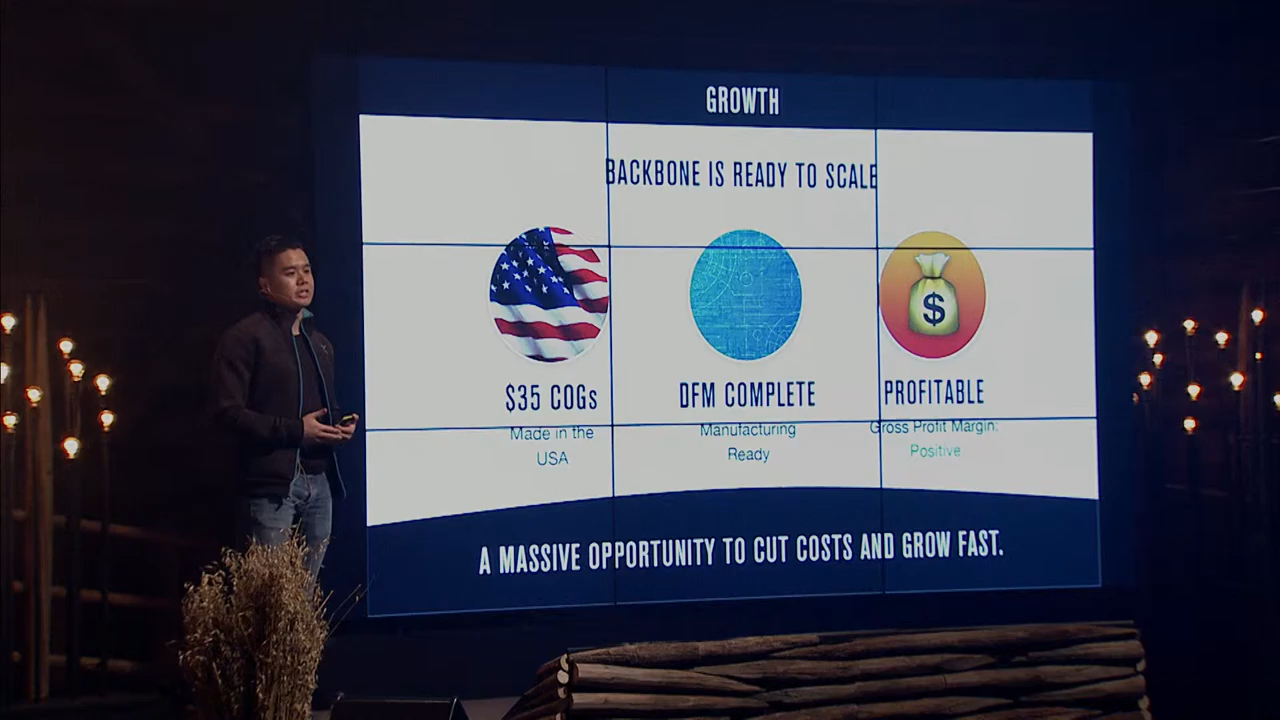 GROWTH
BACKBONE IS READY TO SCALE
$
$35 COGs
Made in the
USA
DFM COMPLETE
Manufacturing
Ready
PROFITABLE
Gross Profit Margin:
Positive
A MASSIVE OPPORTUNITY TO CUT COSTS AND GROW FAST.